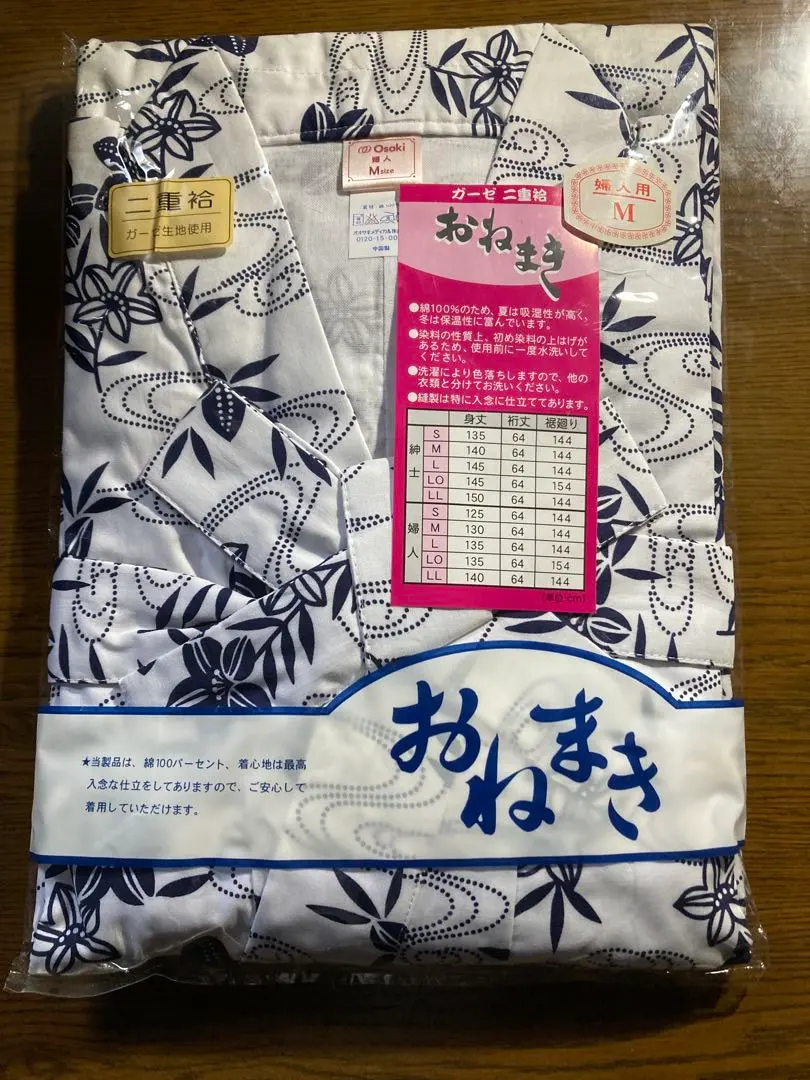 Osaki
婦人
M size
二重袷
ガーゼ生地使用
婦人用
M
ガーゼ 二重袷
おねまき
0120-15-00
中国製
●綿100%のため、夏は吸湿性が高く、
冬は保温性に富んでいます。
●染料の性質上、初め染料の上はげが
あるため、使用前に一度水洗いして
ください。
●洗濯により色落ちしますので、他の
衣類と分けてお洗いください。
●縫製は特に入念に仕立ててあります。
身丈 裄丈 裾廻り
紳士
S 135 64 144
M 140 64 144
L 145 64 144
LO 145 64 154
LL 150 64 144
婦人
S 125 64 144
M 130 64 144
L 135 64 144
LO 135 64 154
LL 140 64 144
(単位・cm)
おねまき
★当製品は、綿100パーセント、着心地は最高
入念な仕立をしてありますので、ご安心して
着用していただけます。